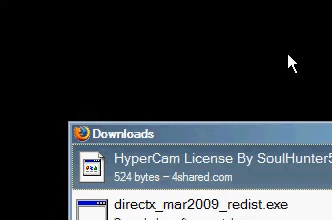 Downloads
HyperCam License By SoulHunter5
524 bytes – 4shared.com
directx_mar2009_redist.exe